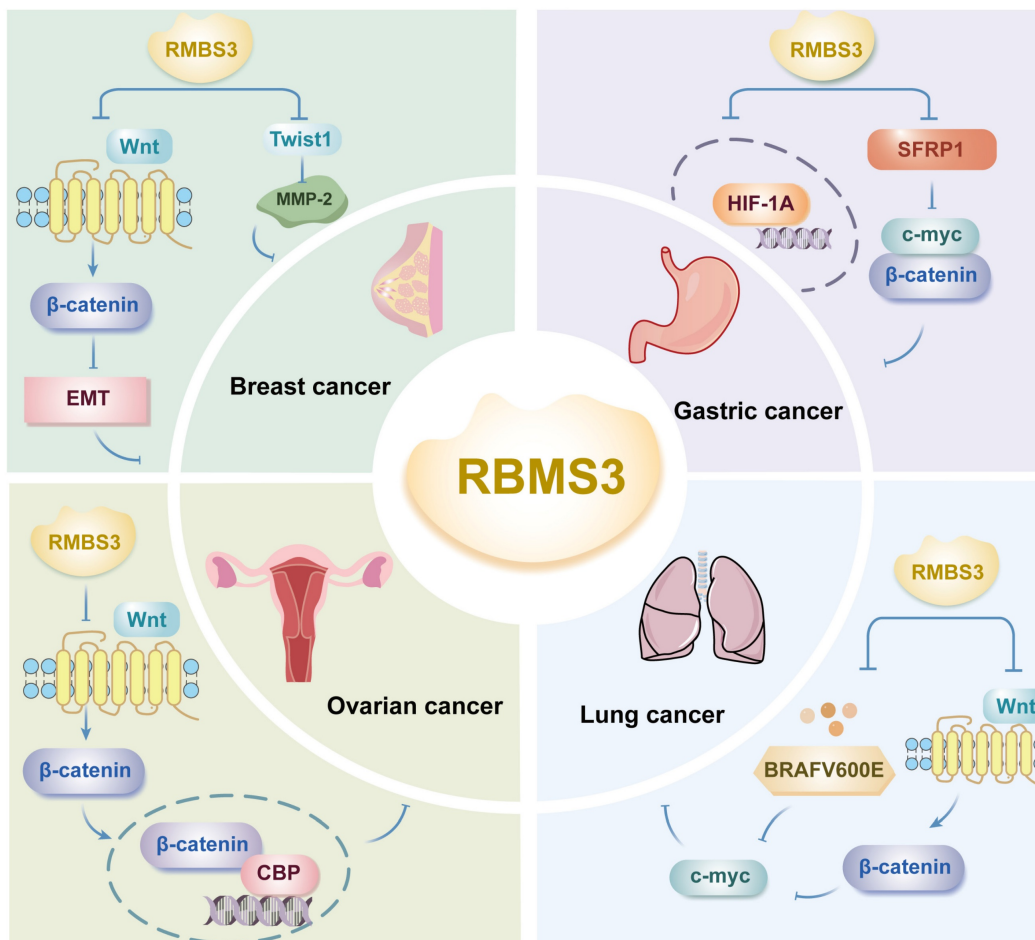 RMBS3
Wnt
Twist1
MMP-2
β-catenin
EMT
Breast cancer
RMBS3
SFRP1
HIF-1A
c-myc
β-catenin
Gastric cancer
RBMS3
RMBS3
Wnt
β-catenin
β-catenin
CBP
Ovarian cancer
RMBS3
Wnt
BRAFV600E
β-catenin
c-myc
Lung cancer